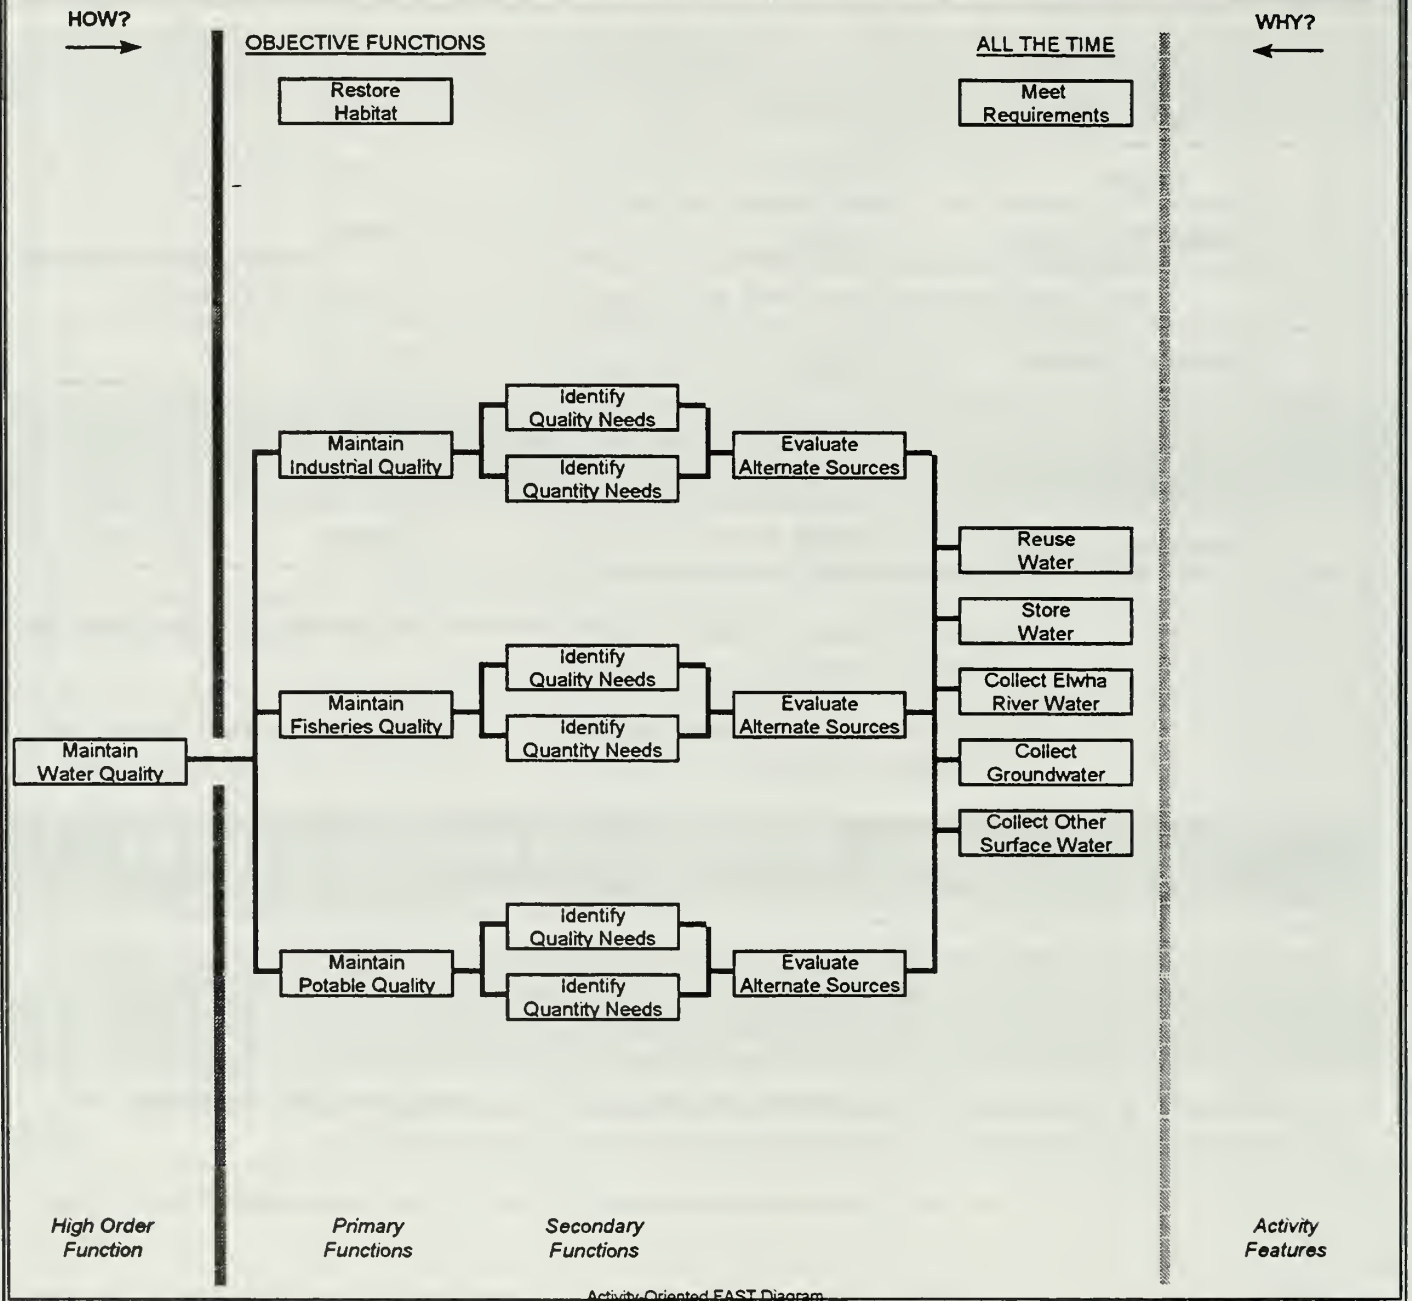 HOW?
WHY?
OBJECTIVE FUNCTIONS
ALL THE TIME
Restore
Habitat
Meet
Requirements
Identify
Quality Needs
Maintain
Industrial Quality
Evaluate
Alternate Sources
Identify
Quantity Needs
Reuse
Water
Store
Water
Identify
Quality Needs
Collect Elwha
River Water
Maintain
Fisheries Quality
Evaluate
Alternate Sources
Identify
Quantity Needs
Maintain
Water Quality
Collect
Groundwater
Collect Other
Surface Water
Identify
Quality Needs
Maintain
Potable Quality
Evaluate
Alternate Sources
Identify
Quantity Needs
High Order
Function
Primary
Functions
Secondary
Functions
Activity
Features
Activity-Oriented FAST Diagram